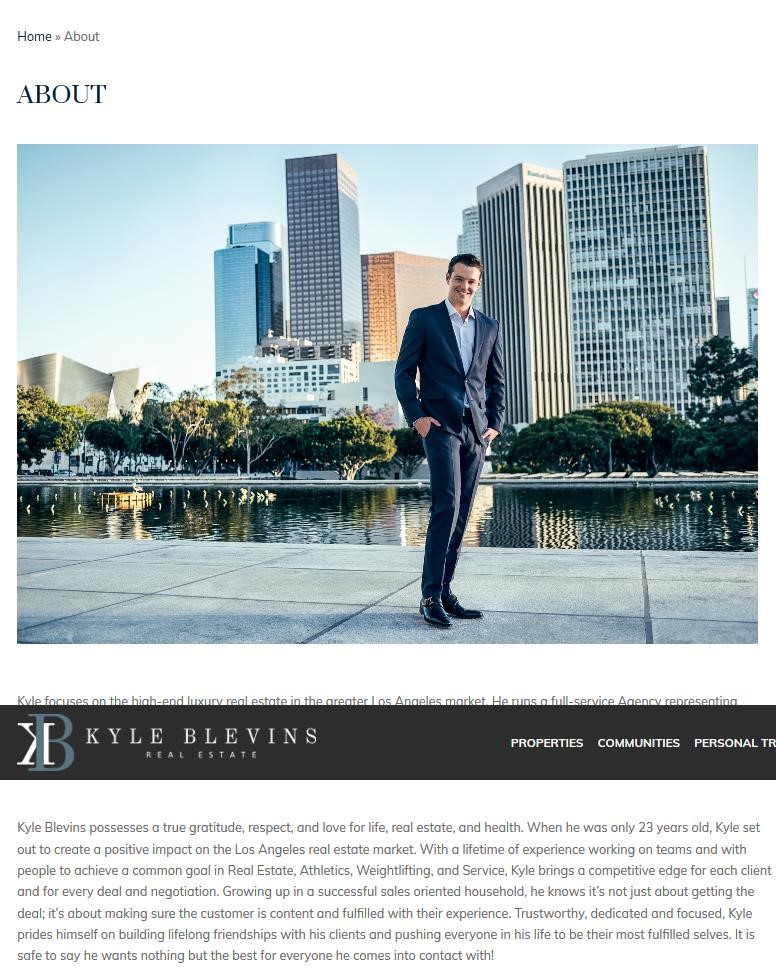 Home » About
ABOUT
Bank of America
Kyle focuses on the high-end luxury real estate in the greater Los Angeles market. He runs a full-service Agency representing
KB KYLE BLEVINS
REAL ESTATE
PROPERTIES COMMUNITIES PERSONAL TR
Kyle Blevins possesses a true gratitude, respect, and love for life, real estate, and health. When he was only 23 years old, Kyle set
out to create a positive impact on the Los Angeles real estate market. With a lifetime of experience working on teams and with
people to achieve a common goal in Real Estate, Athletics, Weightlifting, and Service, Kyle brings a competitive edge for each client
and for every deal and negotiation. Growing up in a successful sales oriented household, he knows it’s not just about getting the
deal; it’s about making sure the customer is content and fulfilled with their experience. Trustworthy, dedicated and focused, Kyle
prides himself on building lifelong friendships with his clients and pushing everyone in his life to be their most fulfilled selves. It is
safe to say he wants nothing but the best for everyone he comes into contact with!